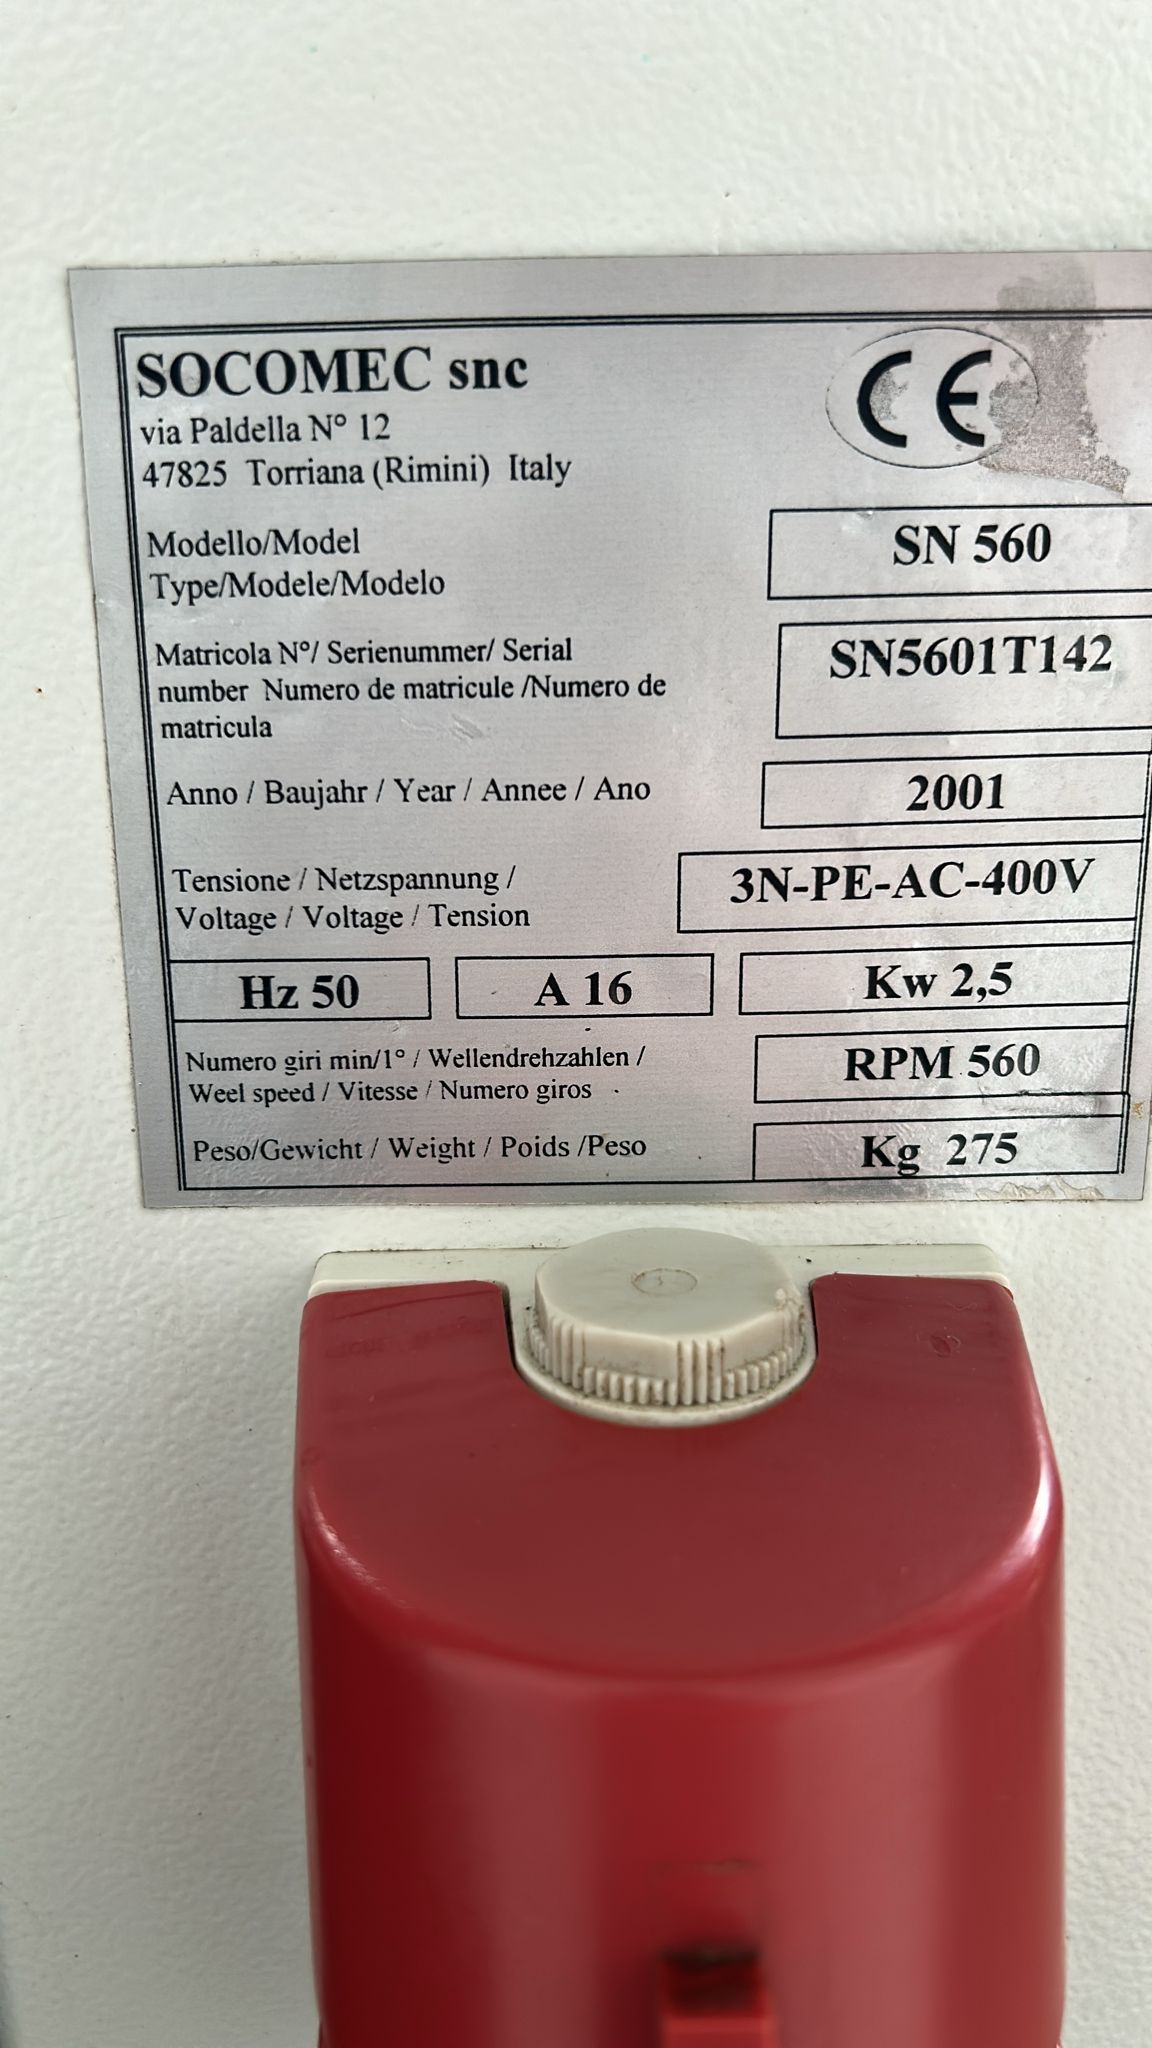 SOCOMEC snc
via Paldella N° 12
47825 Torriana (Rimini) Italy
CE
Modello/Model
Type/Modele/Modelo
SN 560
Matricola N°/ Serienummer/ Serial
number Numero de matricule /Numero de
matricula
SN5601T142
Anno / Baujahr / Year / Annee / Ano
2001
Tensione / Netzspannung /
Voltage / Voltage / Tension
3N-PE-AC-400V
Hz 50 A 16 Kw 2,5
Numero giri min/1° / Wellendrehzahlen /
Weel speed / Vitesse / Numero giros
RPM 560
Peso/Gewicht / Weight / Poids /Peso
Kg 275